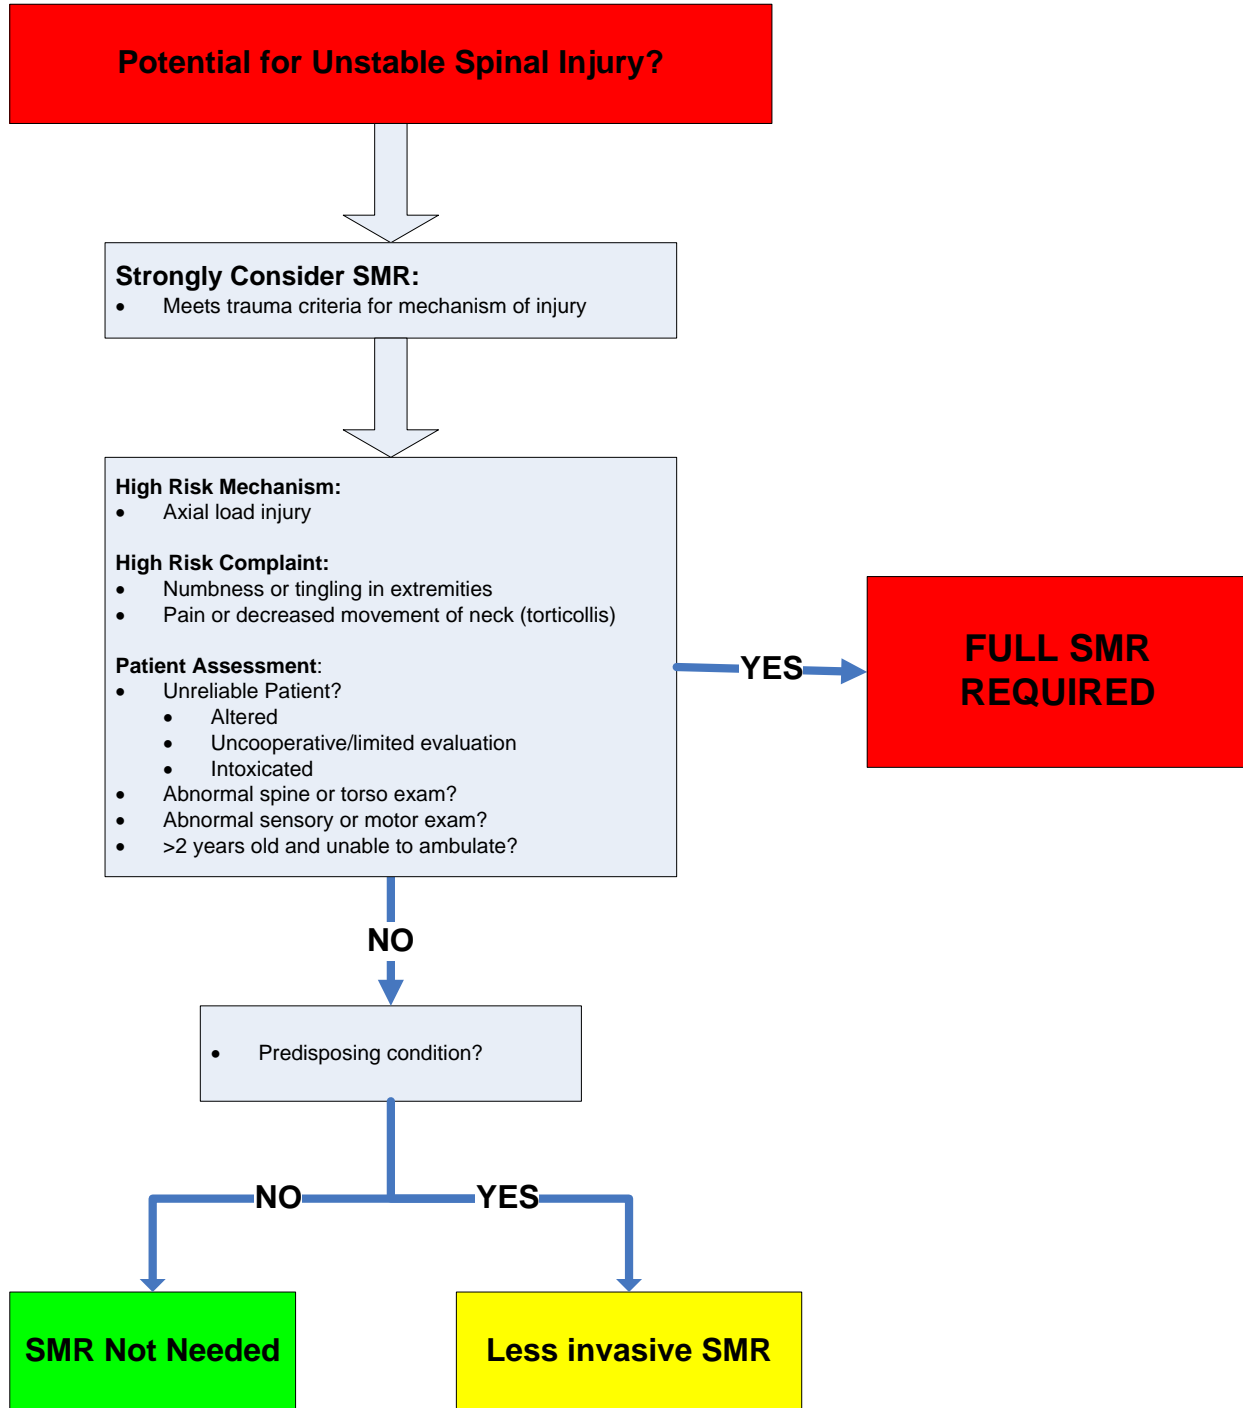 Potential for Unstable Spinal Injury?
Strongly Consider SMR:
• Meets trauma criteria for mechanism of injury
High Risk Mechanism:
• Axial load injury
High Risk Complaint:
• Numbness or tingling in extremities
• Pain or decreased movement of neck (torticollis)
Patient Assessment:
• Unreliable Patient?
• Altered
• Uncooperative/limited evaluation
• Intoxicated
• Abnormal spine or torso exam?
• Abnormal sensory or motor exam?
• >2 years old and unable to ambulate?
YES
FULL SMR
REQUIRED
NO
• Predisposing condition?
NO
YES
SMR Not Needed
Less invasive SMR